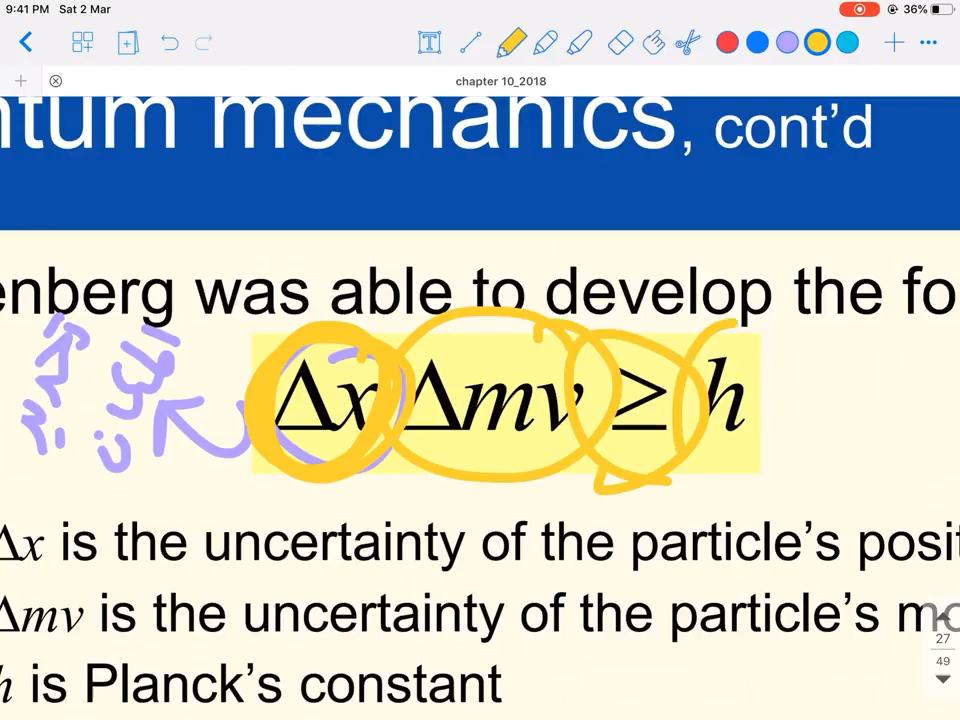 9:41 PM Sat 2 Mar 36%
chapter 10_2018
ntum mechanics, cont'd
enberg was able to develop the fo
Δx Δmv ≥ h
Δx is the uncertainty of the particle's posit
Δmv is the uncertainty of the particle's mo
h is Planck's constant
27
49